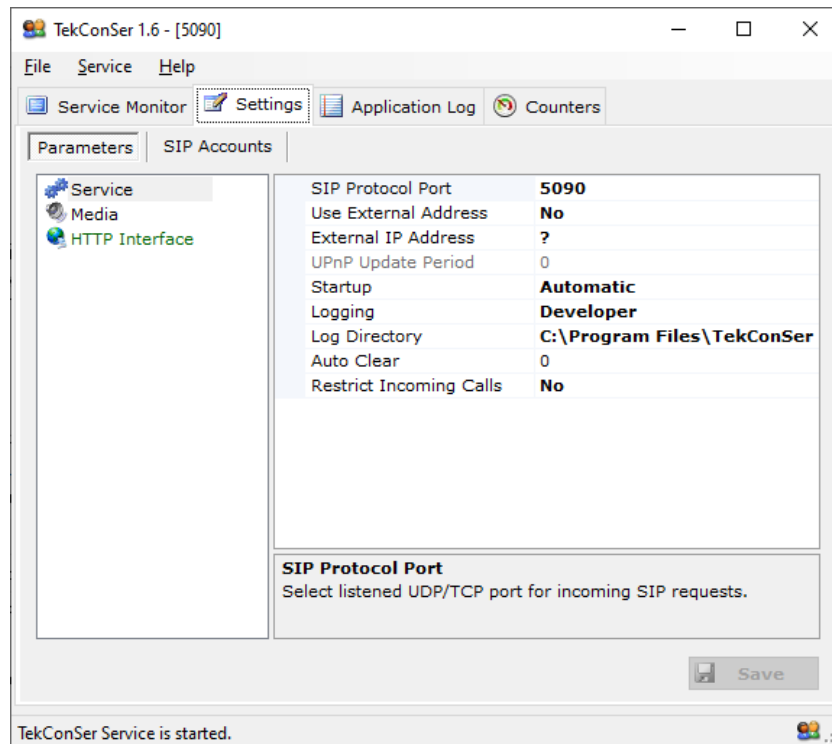 TekConSer 1.6 - [5090]
File Service Help
Service Monitor Settings Application Log Counters
Parameters SIP Accounts
Service
Media
HTTP Interface
SIP Protocol Port 5090
Use External Address No
External IP Address ?
UPnP Update Period 0
Startup Automatic
Logging Developer
Log Directory C:\Program Files\TekConSer
Auto Clear 0
Restrict Incoming Calls No
SIP Protocol Port
Select listened UDP/TCP port for incoming SIP requests.
Save
TekConSer Service is started.